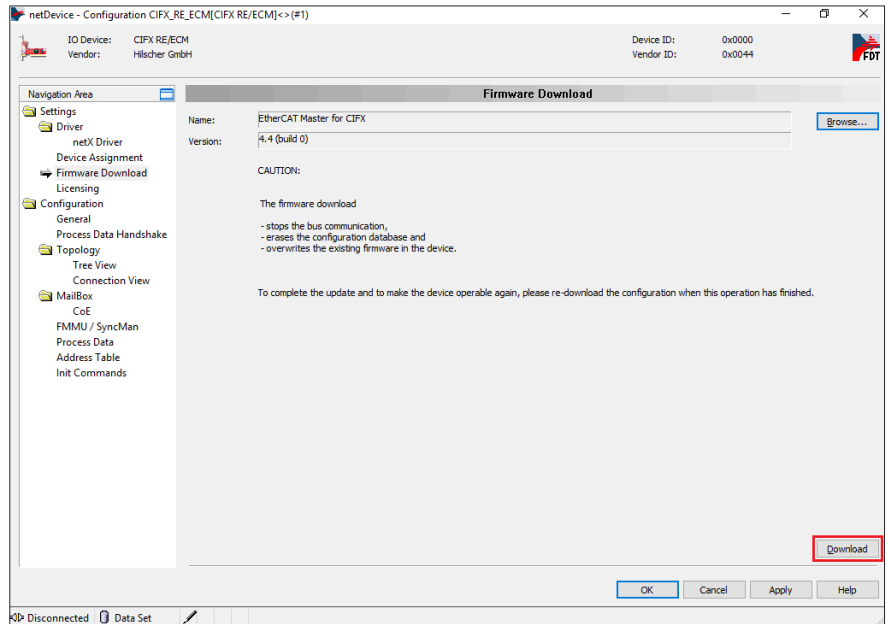 netDevice - Configuration CIFX_RE_ECM[CIFX RE/ECM]<>(#1)
IO Device: CIFX RE/ECM Device ID: 0x0000
Vendor: Hilscher GmbH Vendor ID: 0x0044
FDT
Navigation Area
Firmware Download
Settings
Driver
netX Driver
Device Assignment
Firmware Download
Licensing
Configuration
General
Process Data Handshake
Topology
Tree View
Connection View
MailBox
CoE
FMMU / SyncMan
Process Data
Address Table
Init Commands
Name: EtherCAT Master for CIFX Browse...
Version: 4.4 (build 0)
CAUTION:
The firmware download
- stops the bus communication,
- erases the configuration database and
- overwrites the existing firmware in the device.
To complete the update and to make the device operable again, please re-download the configuration when this operation has finished.
Download
OK Cancel Apply Help
Disconnected Data Set